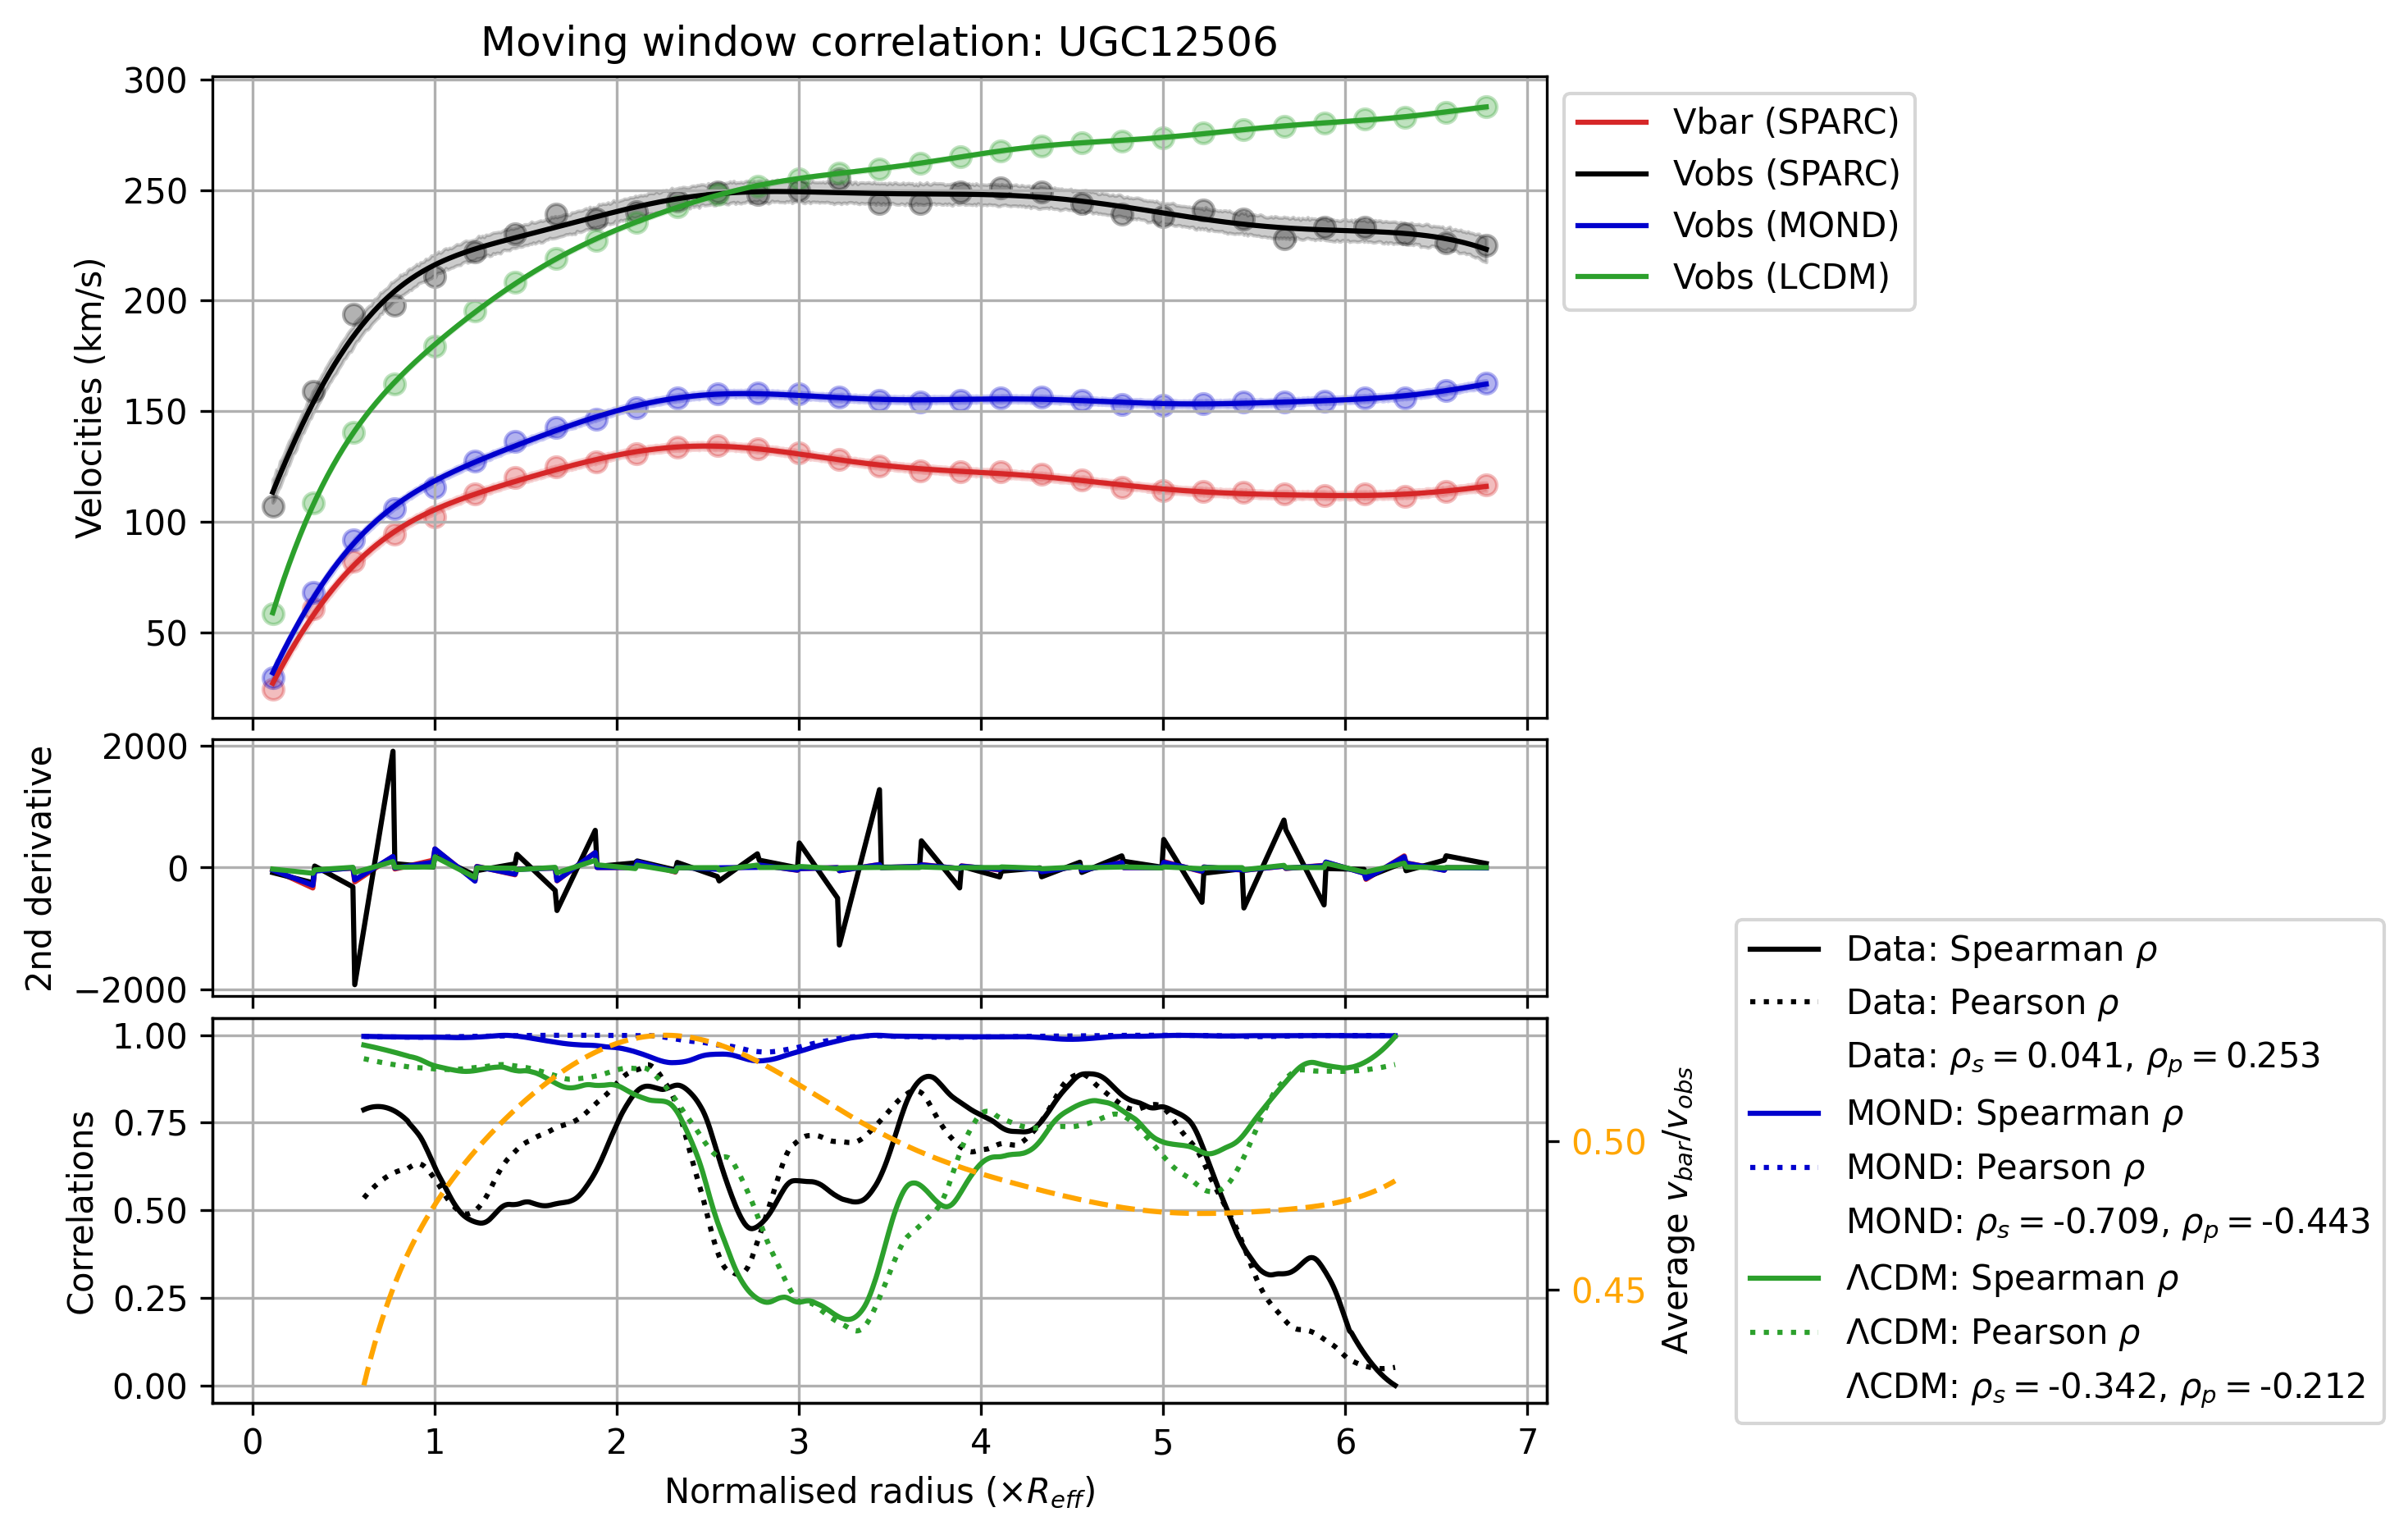 Moving window correlation: UGC12506
300
250
200
150
100
50
Velocities (km/s)
Vbar (SPARC)
Vobs (SPARC)
Vobs (MOND)
Vobs (LCDM)
2000
0
−2000
2nd derivative
1.00
0.75
0.50
0.25
0.00
Correlations
0.50
0.45
Average v_bar/v_obs
0 1 2 3 4 5 6 7
Normalised radius (×R_eff)
Data: Spearman ρ
Data: Pearson ρ
Data: ρ_s = 0.041, ρ_p = 0.253
MOND: Spearman ρ
MOND: Pearson ρ
MOND: ρ_s = -0.709, ρ_p = -0.443
ΛCDM: Spearman ρ
ΛCDM: Pearson ρ
ΛCDM: ρ_s = -0.342, ρ_p = -0.212